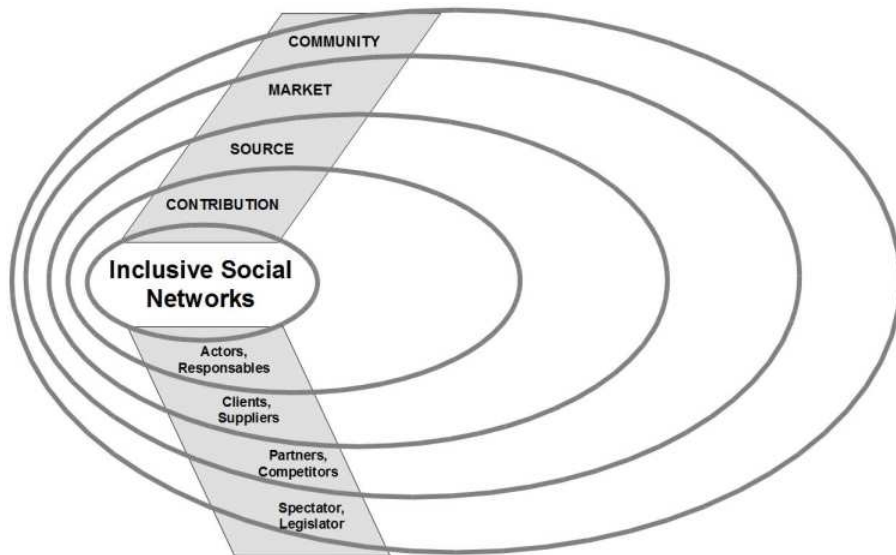 COMMUNITY
MARKET
SOURCE
CONTRIBUTION
Inclusive Social
Networks
Actors,
Responsables
Clients,
Suppliers
Partners,
Competitors
Spectator,
Legislator